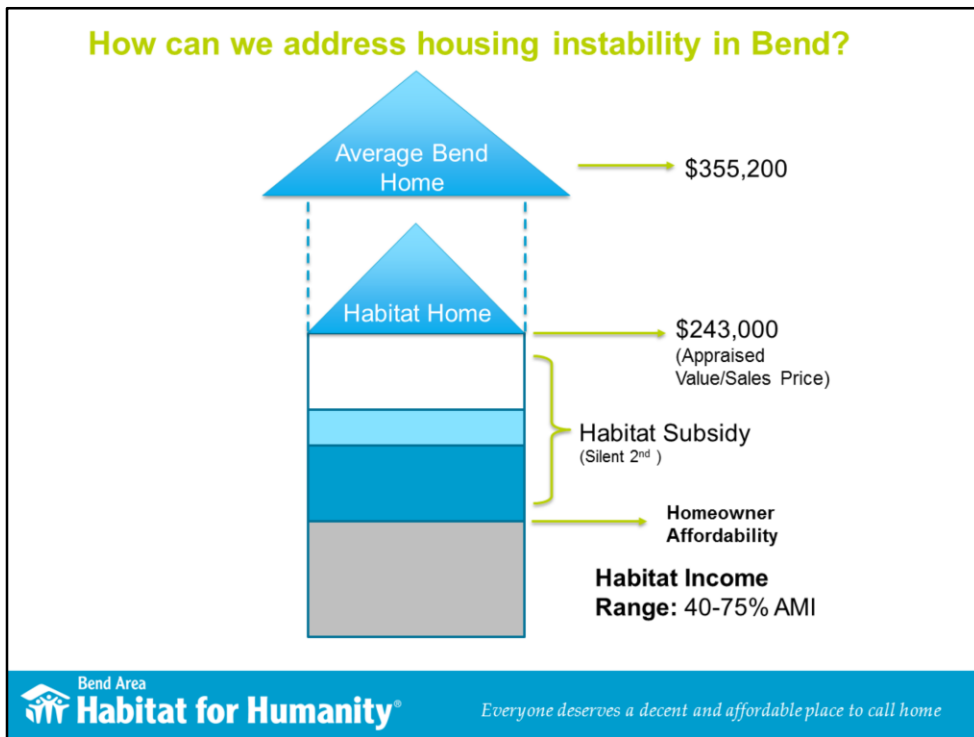 How can we address housing instability in Bend?
Average Bend
Home
$355,200
Habitat Home
$243,000
(Appraised
Value/Sales Price)
Habitat Subsidy
(Silent 2nd )
Homeowner
Affordability
Habitat Income
Range: 40-75% AMI
Bend Area
Habitat for Humanity®
Everyone deserves a decent and affordable place to call home